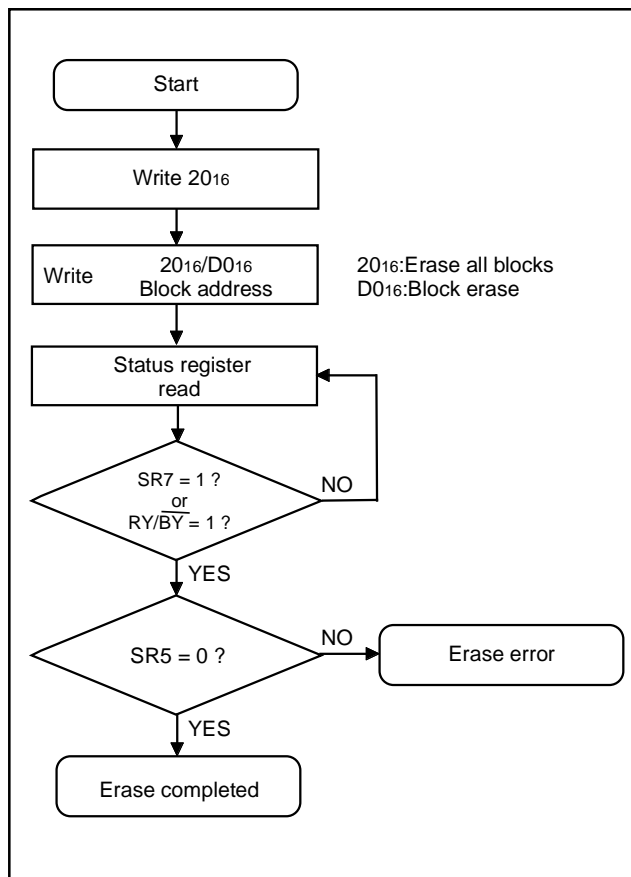 Start
Write 20₁₆
20₁₆/D0₁₆
Write
Block address
20₁₆:Erase all blocks
D0₁₆:Block erase
Status register
read
SR7 = 1 ?
or
RY/B̅Y̅ = 1 ?
NO
YES
SR5 = 0 ?
NO
Erase error
YES
Erase completed